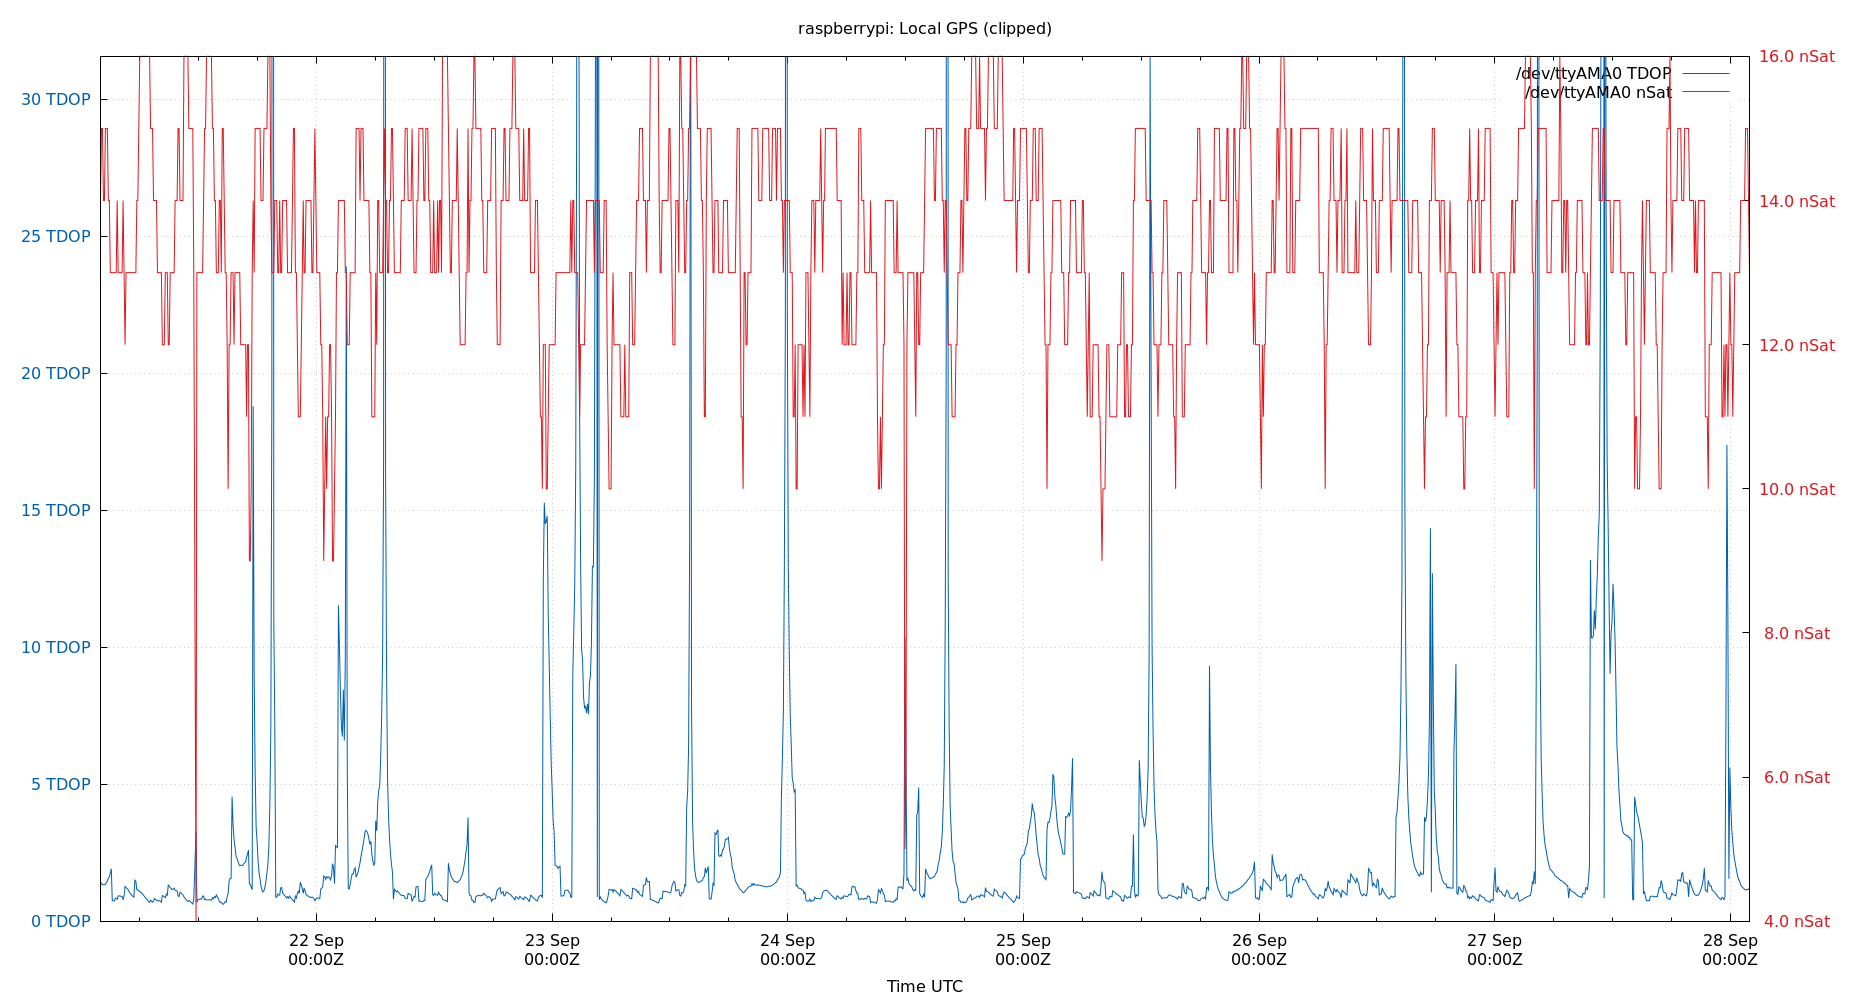 raspberrypi: Local GPS (clipped)
/dev/ttyAMA0 TDOP
/dev/ttyAMA0 nSat
30 TDOP
25 TDOP
20 TDOP
15 TDOP
10 TDOP
5 TDOP
0 TDOP
16.0 nSat
14.0 nSat
12.0 nSat
10.0 nSat
8.0 nSat
6.0 nSat
4.0 nSat
22 Sep
00:00Z
23 Sep
00:00Z
24 Sep
00:00Z
25 Sep
00:00Z
26 Sep
00:00Z
27 Sep
00:00Z
28 Sep
00:00Z
Time UTC